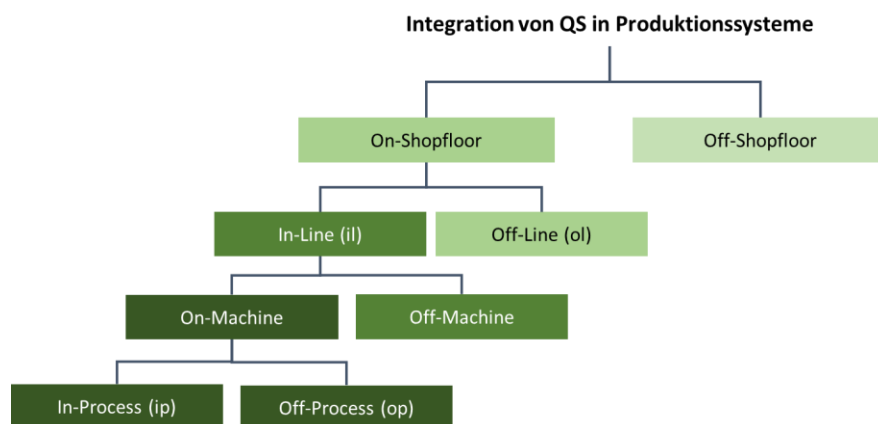 Integration von QS in Produktionssysteme
On-Shopfloor
Off-Shopfloor
In-Line (il)
Off-Line (ol)
On-Machine
Off-Machine
In-Process (ip)
Off-Process (op)